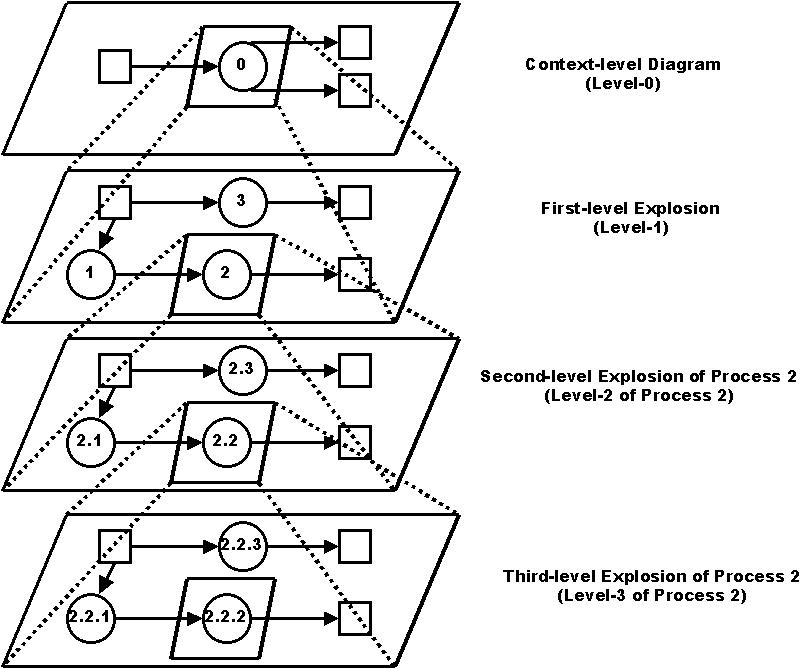 0
Context-level Diagram
(Level-0)
3
First-level Explosion
(Level-1)
1
2
2.3
Second-level Explosion of Process 2
(Level-2 of Process 2)
2.1
2.2
2.2.3
Third-level Explosion of Process 2
(Level-3 of Process 2)
2.2.1
2.2.2